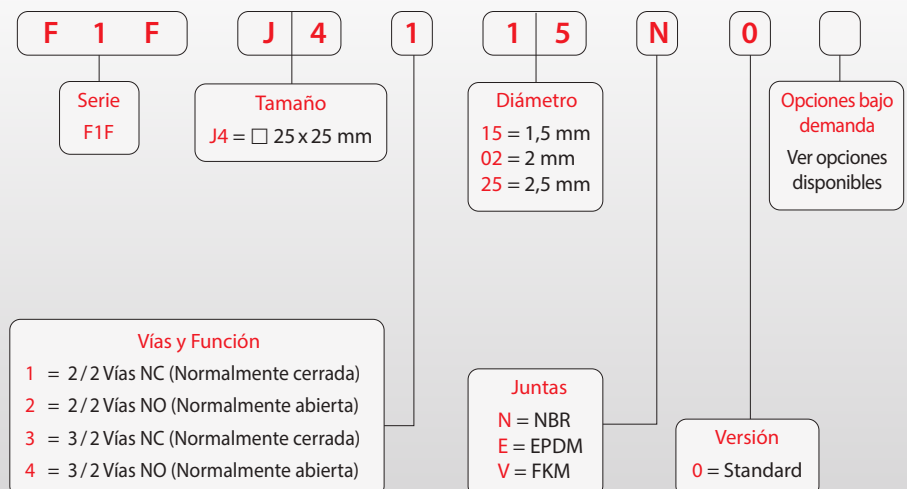 F 1 F J 4 1 1 5 N 0
Serie
F1F
Tamaño
J4 = □ 25 x 25 mm
Diámetro
15 = 1,5 mm
02 = 2 mm
25 = 2,5 mm
Opciones bajo
demanda
Ver opciones
disponibles
Vías y Función
1 = 2/2 Vías NC (Normalmente cerrada)
2 = 2/2 Vías NO (Normalmente abierta)
3 = 3/2 Vías NC (Normalmente cerrada)
4 = 3/2 Vías NO (Normalmente abierta)
Juntas
N = NBR
E = EPDM
V = FKM
Versión
0 = Standard